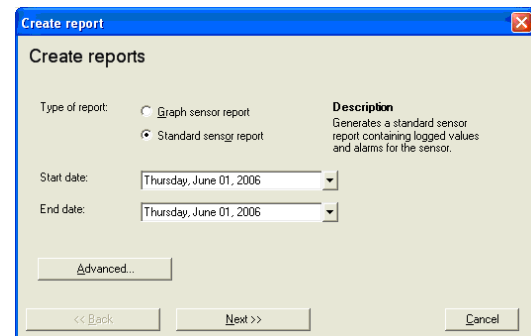 Create report
Create reports
Type of report:
Graph sensor report
Standard sensor report
Description
Generates a standard sensor
report containing logged values
and alarms for the sensor.
Start date:
Thursday, June 01, 2006
End date:
Thursday, June 01, 2006
Advanced...
<< Back
Next >>
Cancel